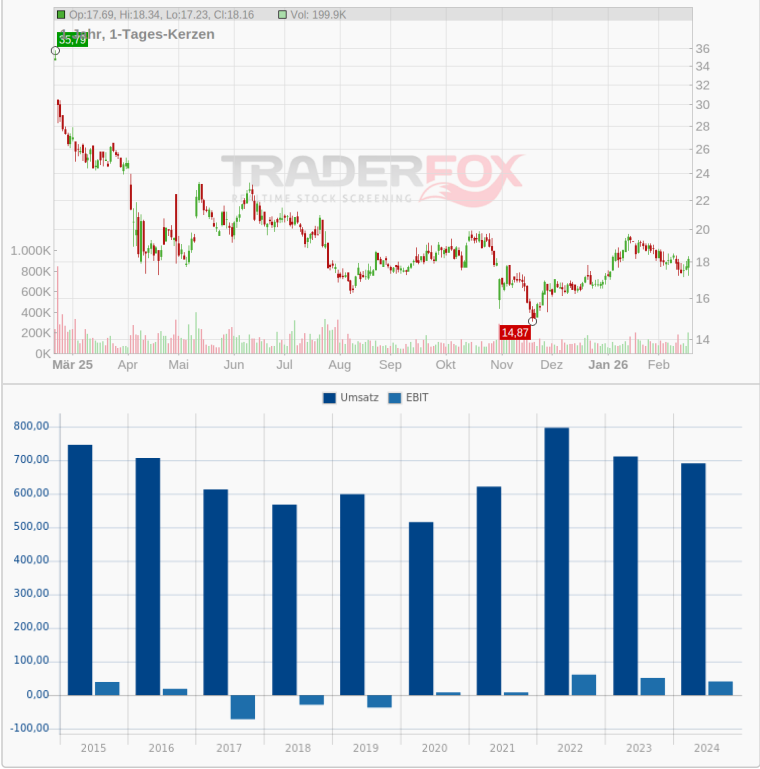 Op:17.69, Hi:18.34, Lo:17.23, Cl:18.16 Vol: 199.9K
1 Jahr, 1-Tages-Kerzen
35,79
36
34
32
30
28
26
24
22
20
18
16
14
TRADERFOX
REALTIME STOCK SCREENING
1.000K
800K
600K
400K
200K
0K
14,87
Mär 25 Apr Mai Jun Jul Aug Sep Okt Nov Dez Jan 26 Feb
Umsatz EBIT
800,00
700,00
600,00
500,00
400,00
300,00
200,00
100,00
0,00
-100,00
2015 2016 2017 2018 2019 2020 2021 2022 2023 2024